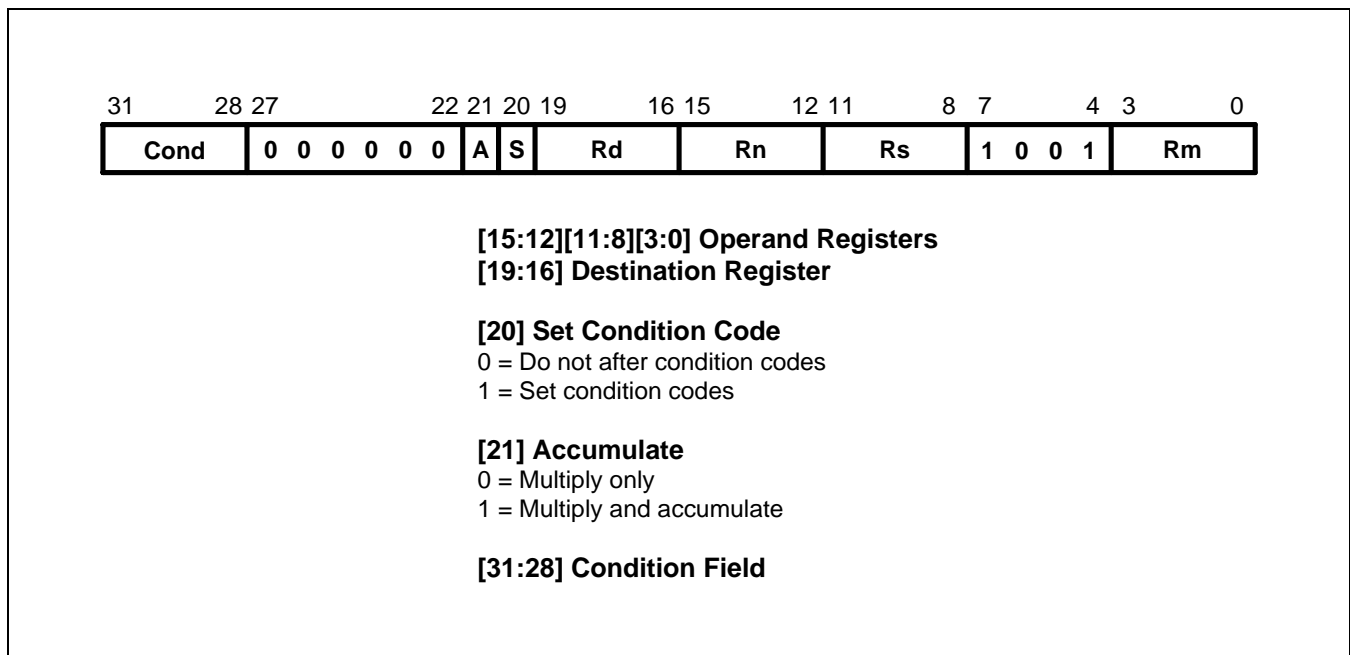 31 28 27 22 21 20 19 16 15 12 11 8 7 4 3 0
Cond 0 0 0 0 0 0 A S Rd Rn Rs 1 0 0 1 Rm
[15:12][11:8][3:0] Operand Registers
[19:16] Destination Register
[20] Set Condition Code
0 = Do not after condition codes
1 = Set condition codes
[21] Accumulate
0 = Multiply only
1 = Multiply and accumulate
[31:28] Condition Field